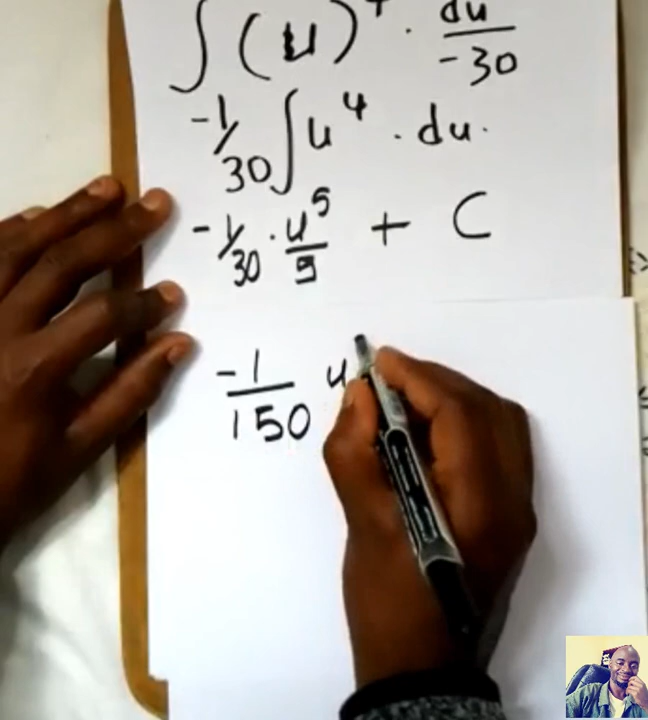 ∫ (u)⁴ · du/-30
-1/30 ∫ u⁴ · du.
-1/30 · u⁵/5 + C
-1/150 u